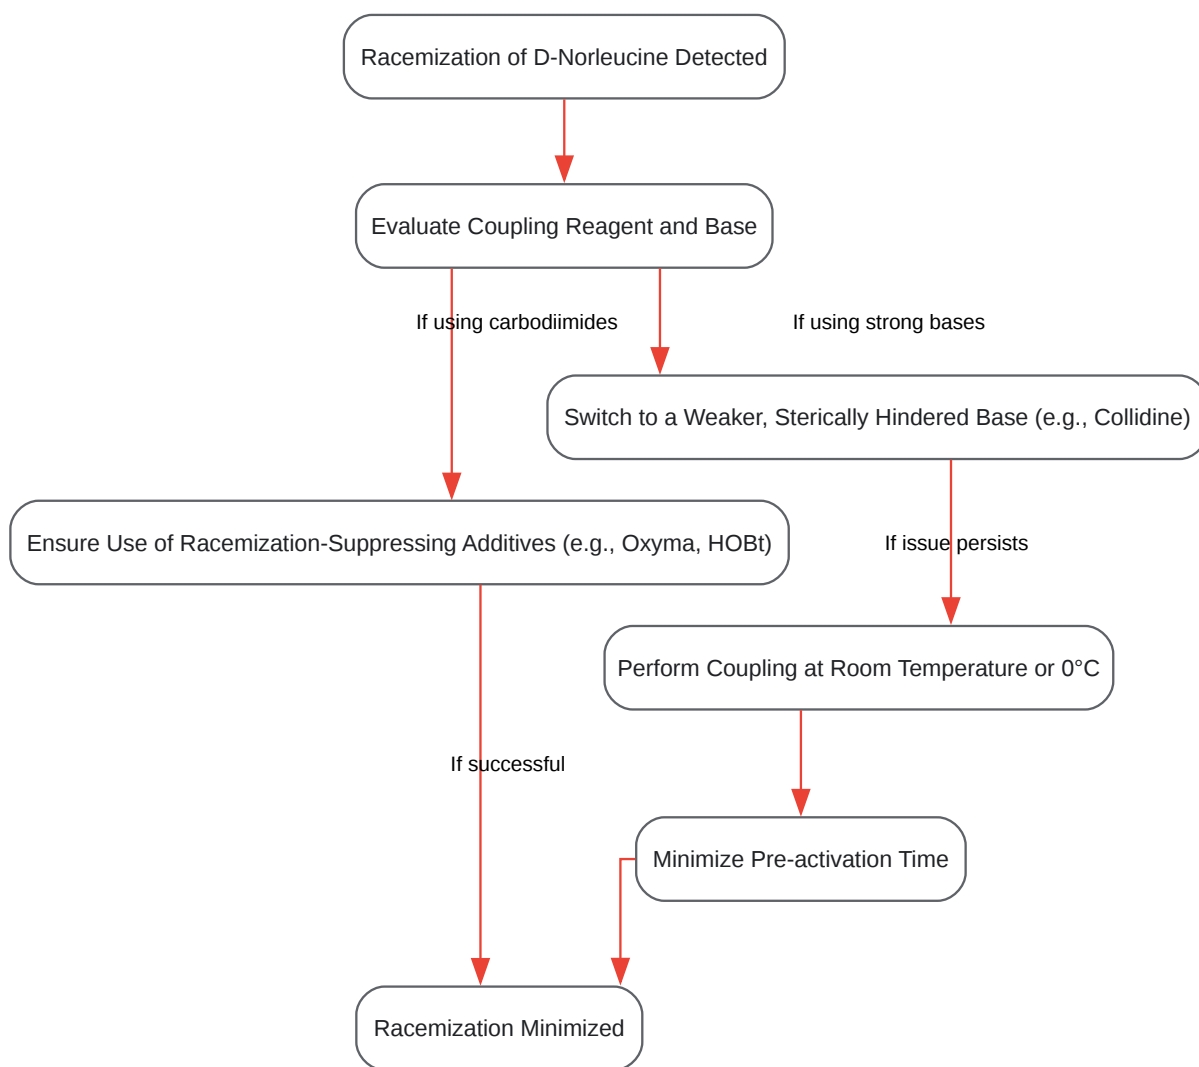 Racemization of D-Norleucine Detected
Evaluate Coupling Reagent and Base
If using carbodiimides
If using strong bases
Switch to a Weaker, Sterically Hindered Base (e.g., Collidine)
Ensure Use of Racemization-Suppressing Additives (e.g., Oxyma, HOBt)
If issue persists
Perform Coupling at Room Temperature or 0°C
If successful
Minimize Pre-activation Time
Racemization Minimized